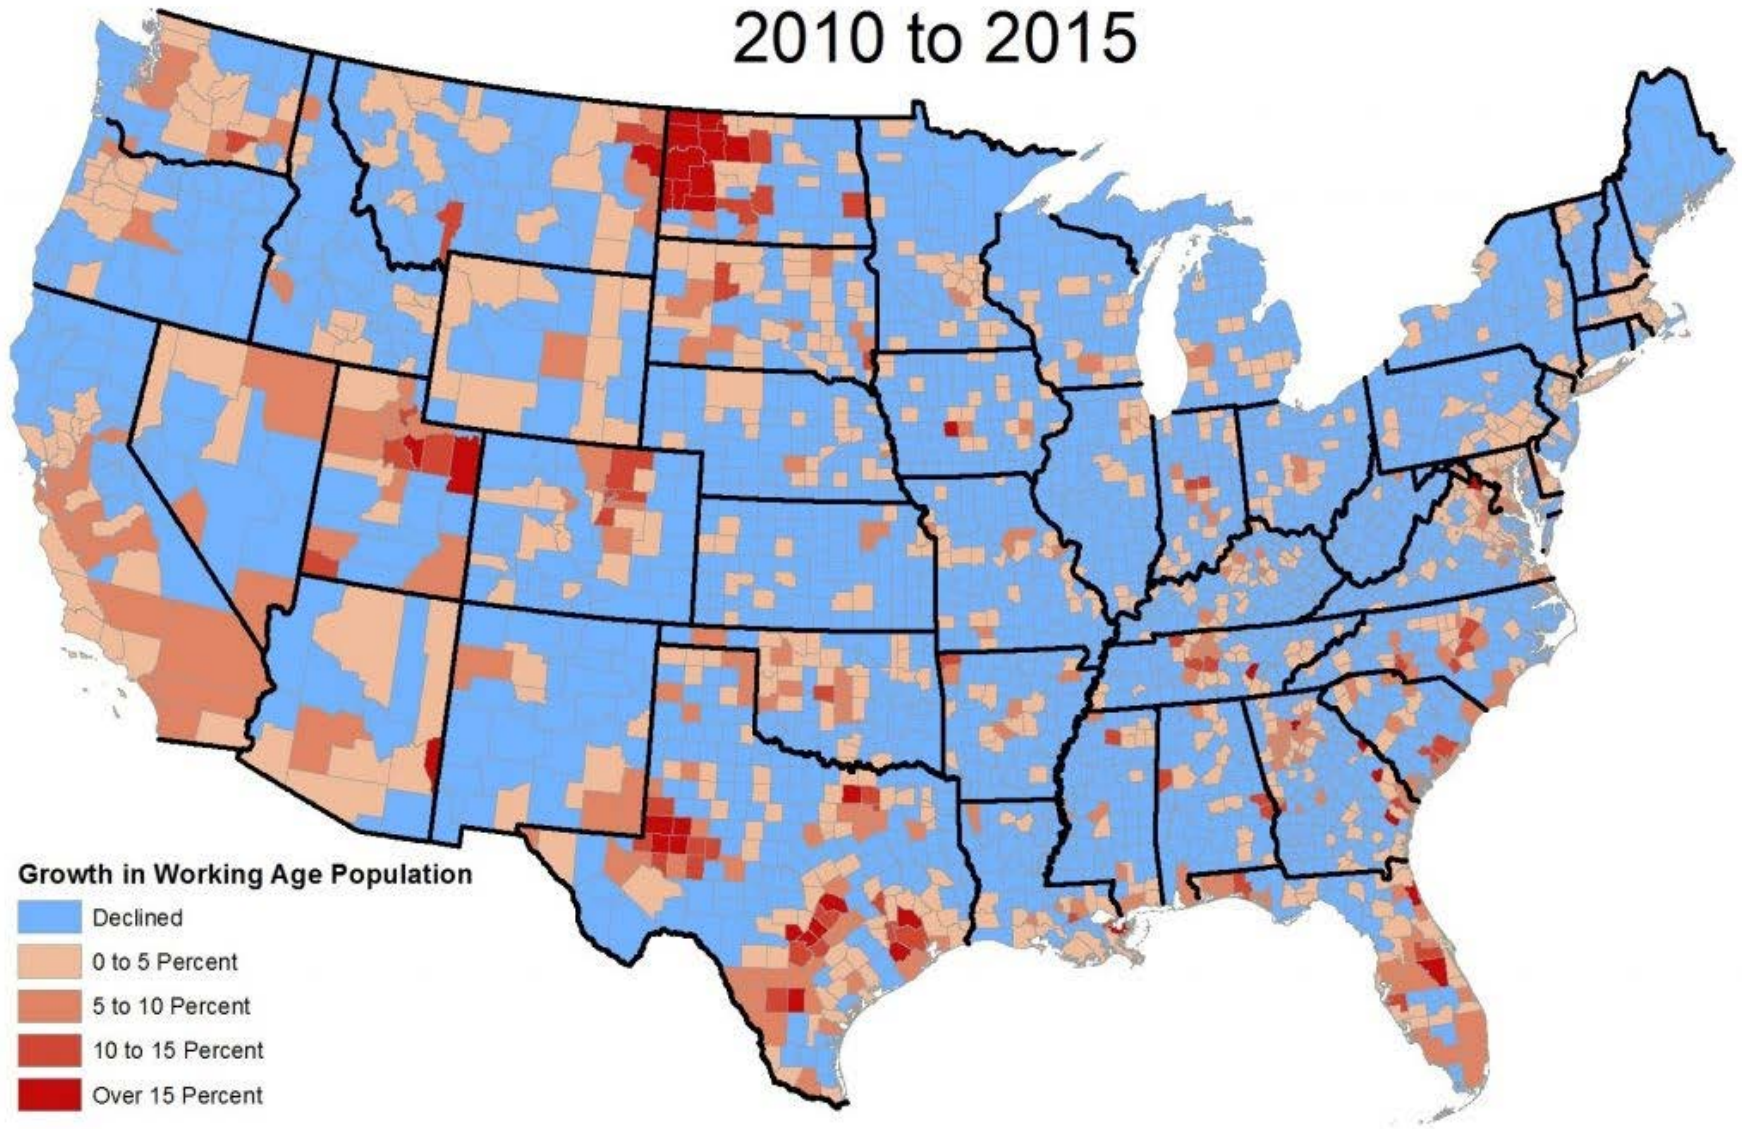 2010 to 2015
Growth in Working Age Population
Declined
0 to 5 Percent
5 to 10 Percent
10 to 15 Percent
Over 15 Percent